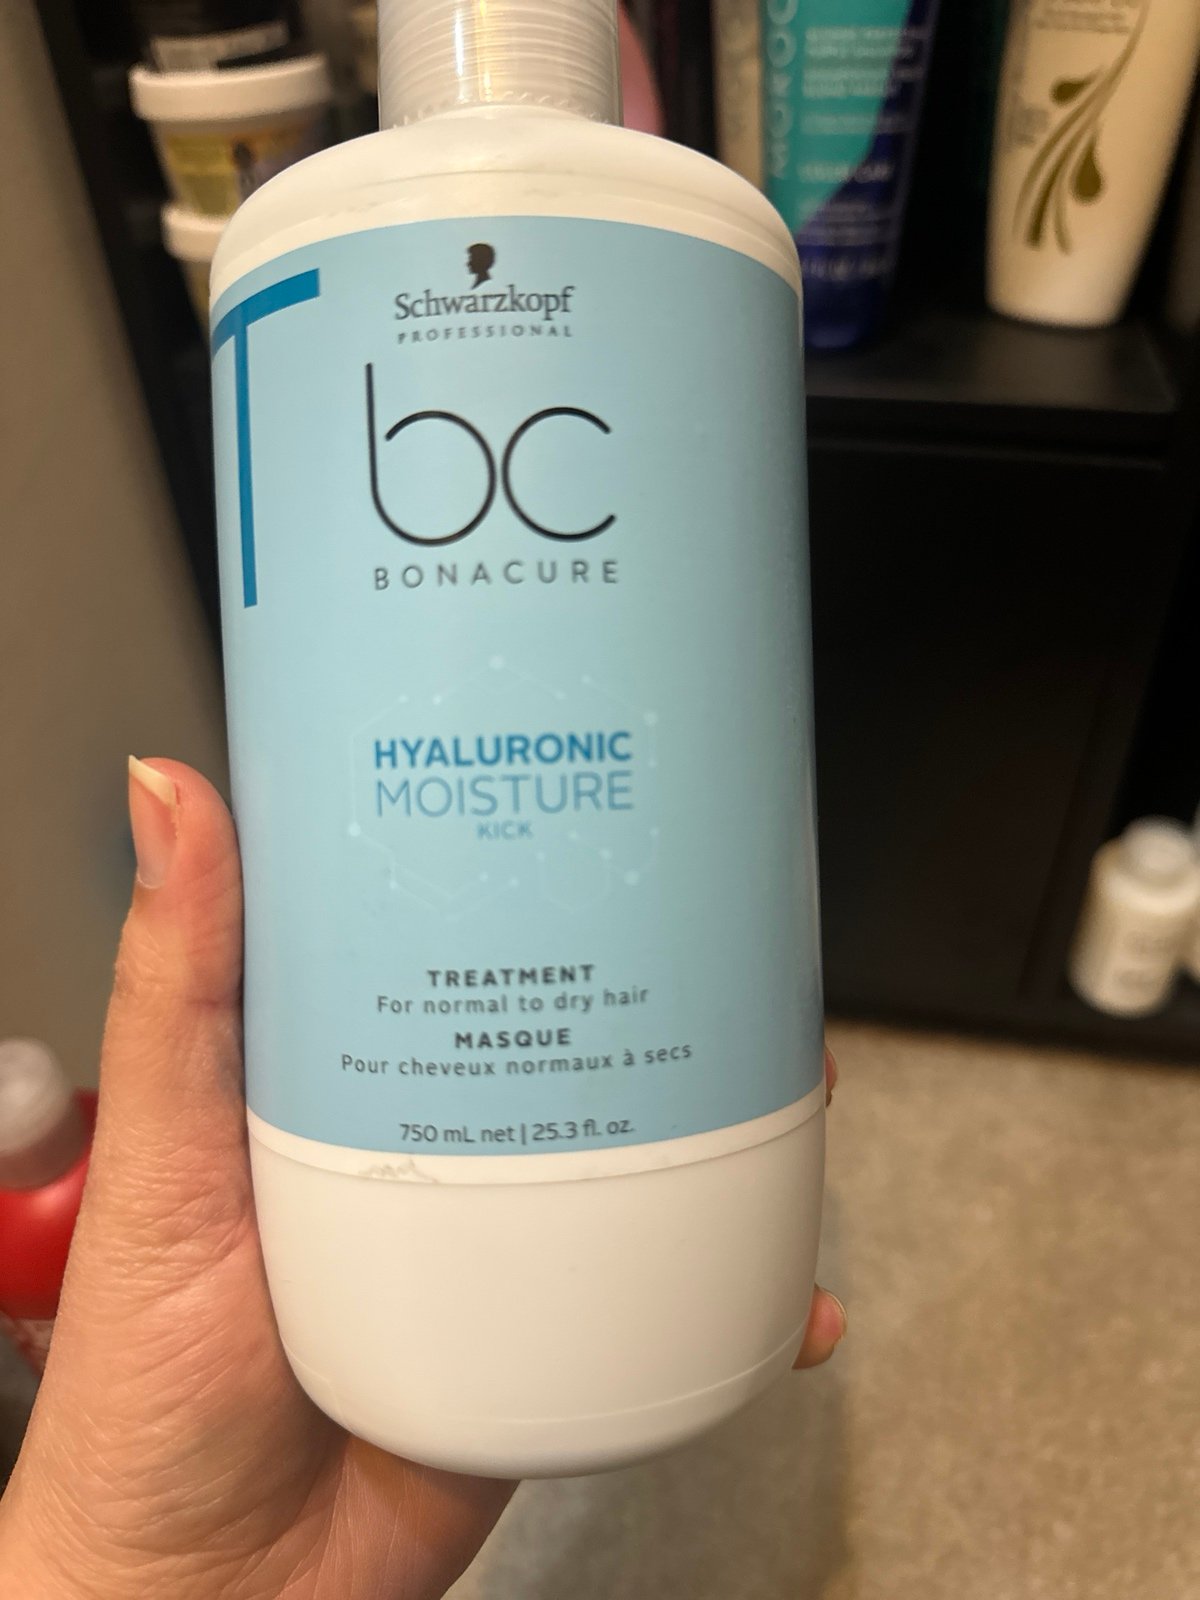 T
Schwarzkopf
PROFESSIONAL
bc
BONACURE
HYALURONIC
MOISTURE
KICK
TREATMENT
For normal to dry hair
MASQUE
Pour cheveux normaux à secs
750 mL net | 25.3 fl. oz.